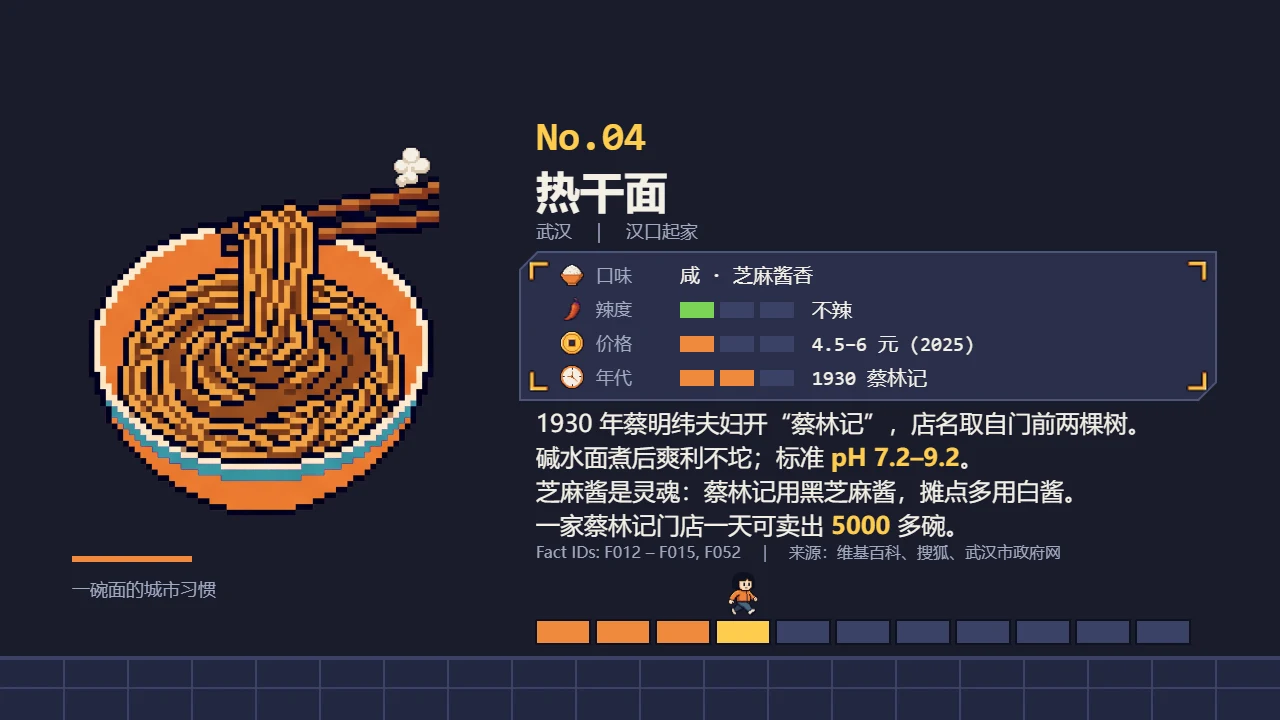 No.04
热干面
武汉 | 汉口起家
口味 咸 · 芝麻酱香
辣度 不辣
价格 4.5–6 元 (2025)
年代 1930 蔡林记
1930 年蔡明纬夫妇开“蔡林记”，店名取自门前两棵树。
碱水面煮后爽利不坨；标准 pH 7.2–9.2。
芝麻酱是灵魂：蔡林记用黑芝麻酱，摊点多用白酱。
一家蔡林记门店一天可卖出 5000 多碗。
Fact IDs: F012 – F015, F052 | 来源：维基百科、搜狐、武汉市政府网
一碗面的城市习惯